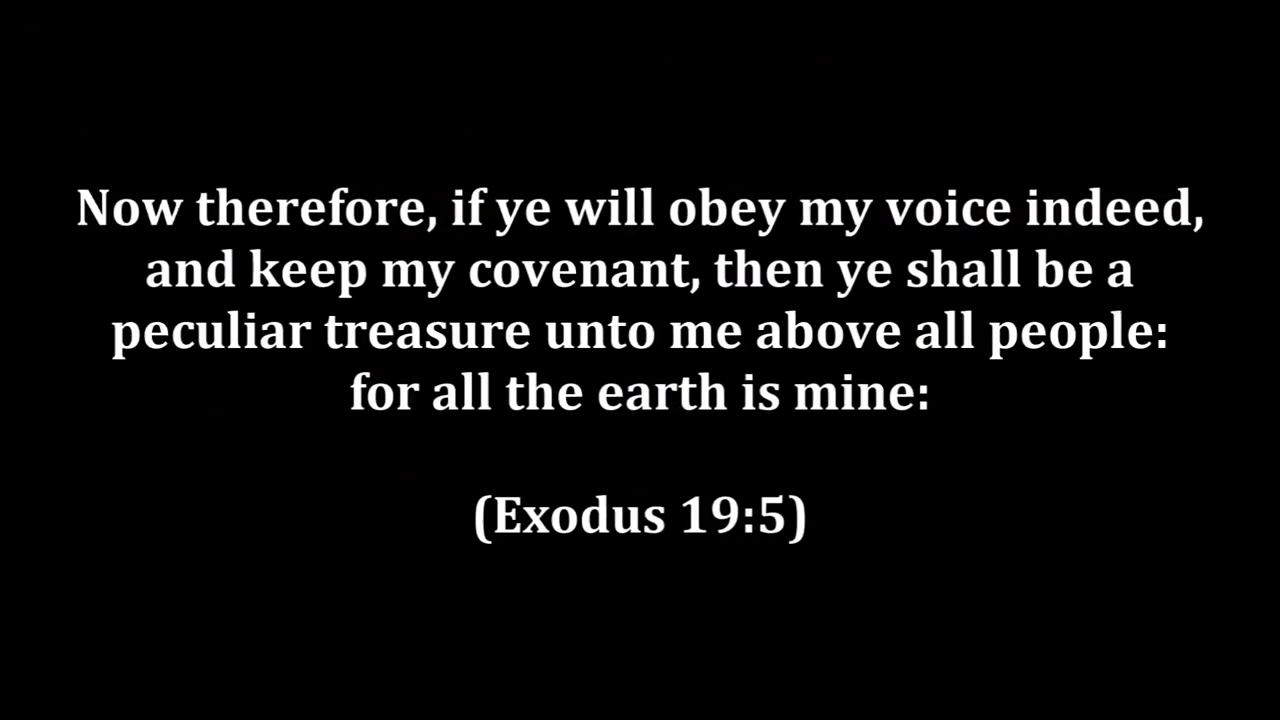 Now therefore, if ye will obey my voice indeed,
and keep my covenant, then ye shall be a
peculiar treasure unto me above all people:
for all the earth is mine:
(Exodus 19:5)